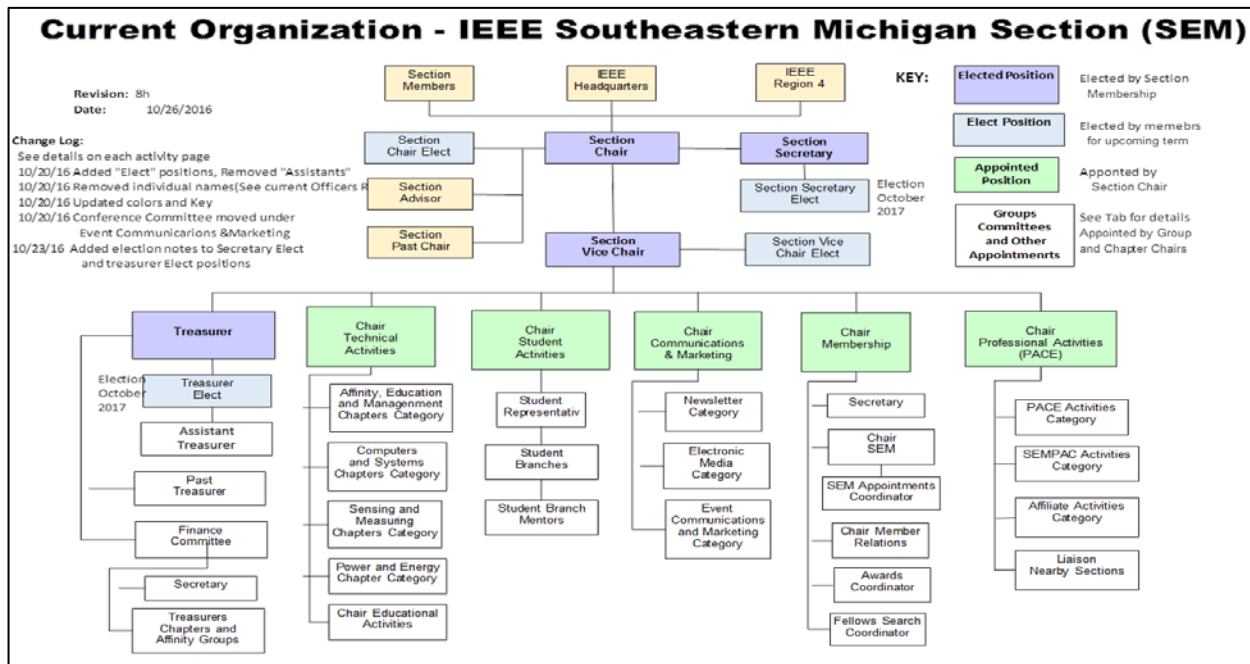 Current Organization - IEEE Southeastern Michigan Section (SEM)
Revision: 8h
Date: 10/26/2016
Change Log:
See details on each activity page
10/20/16 Added "Elect" positions, Removed "Assistants"
10/20/16 Removed individual names(See current Officers R
10/20/16 Updated colors and Key
10/20/16 Conference Committee moved under
Event Communicarions &Marketing
10/23/16 Added election notes to Secretary Elect
and treasurer Elect positions
Section
Members
IEEE
Headquarters
IEEE
Region 4
KEY:
Elected Position
Elected by Section
Membership
Elect Position
Elected by memebrs
for upcoming term
Appointed
Position
Apponted by
Section Chair
Groups
Committees
and Other
Appointmenrts
See Tab for details
Appointed by Group
and Chapter Chairs
Section
Chair Elect
Section
Chair
Section
Secretary
Section
Advisor
Section Secretary
Elect
Election
October
2017
Section
Past Chair
Section
Vice Chair
Section Vice
Chair Elect
Treasurer
Election
October
2017
Treasurer
Elect
Assistant
Treasurer
Past
Treasurer
Finance
Committee
Secretary
Treasurers
Chapters and
Affinity Groups
Chair
Technical
Activities
Affinity, Education
and Managenment
Chapters Category
Computers
and Systems
Chapters Category
Sensing and
Measuring
Chapters Category
Power and Energy
Chapter Category
Chair Educational
Activities
Chair
Student
Activities
Student
Representativ
Student
Branches
Student Branch
Mentors
Chair
Communications
& Marketing
Newsletter
Category
Electronic
Media
Category
Event
Communications
and Marketing
Category
Chair
Membership
Secretary
Chair
SEM
SEM Appointments
Coordinator
Chair Member
Relations
Awards
Coordinator
Fellows Search
Coordinator
Chair
Professional Activities
(PACE)
PACE Activities
Category
SEMPAC Activities
Category
Affiliate Activities
Category
Liaison
Nearby Sections